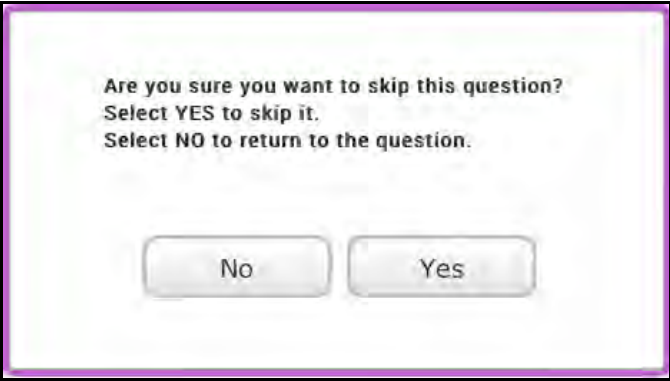 Are you sure you want to skip this question?
Select YES to skip it.
Select NO to return to the question.
No Yes